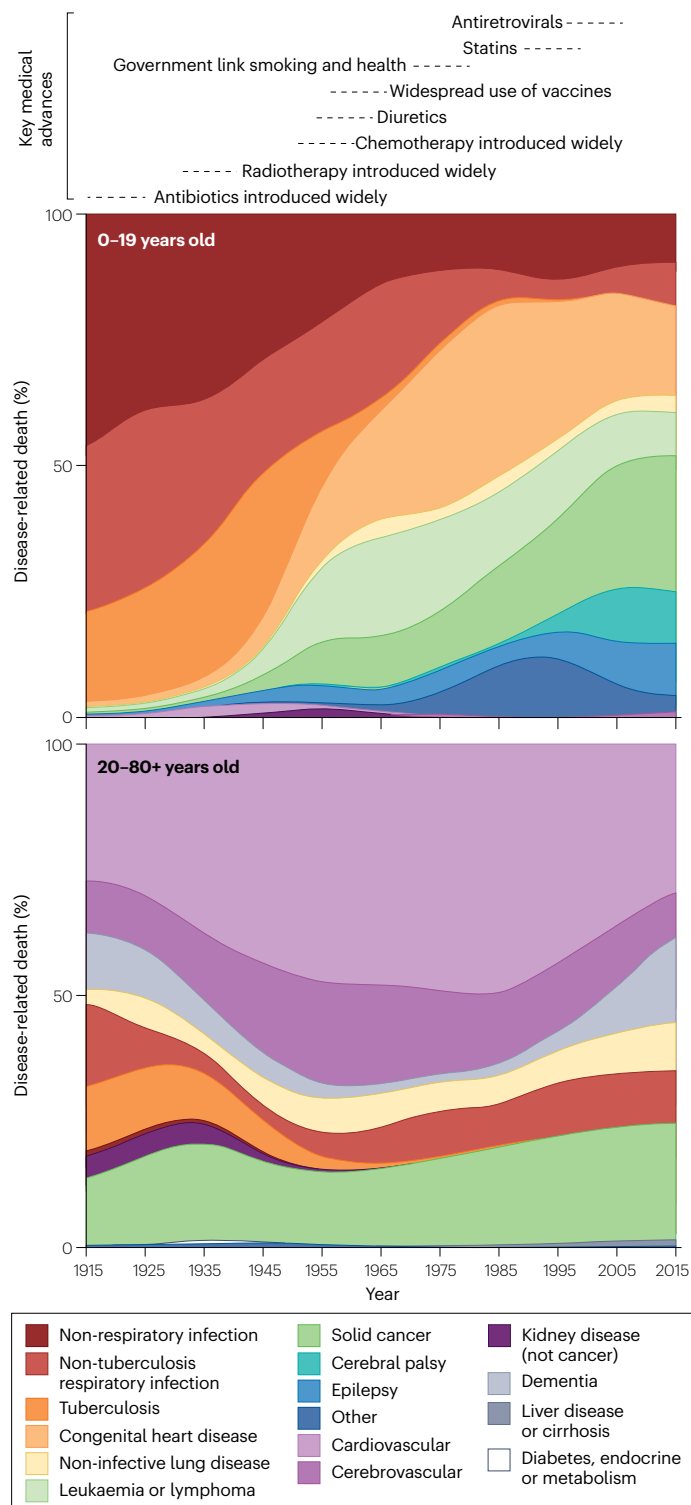 Key medical
advances
Antiretrovirals
Statins
Government link smoking and health
Widespread use of vaccines
Diuretics
Chemotherapy introduced widely
Radiotherapy introduced widely
Antibiotics introduced widely
100
0–19 years old
Disease-related death (%)
50
0
100
20–80+ years old
Disease-related death (%)
50
0
1915 1925 1935 1945 1955 1965 1975 1985 1995 2005 2015
Year
Non-respiratory infection
Non-tuberculosis
respiratory infection
Tuberculosis
Congenital heart disease
Non-infective lung disease
Leukaemia or lymphoma
Solid cancer
Cerebral palsy
Epilepsy
Other
Cardiovascular
Cerebrovascular
Kidney disease
(not cancer)
Dementia
Liver disease
or cirrhosis
Diabetes, endocrine
or metabolism